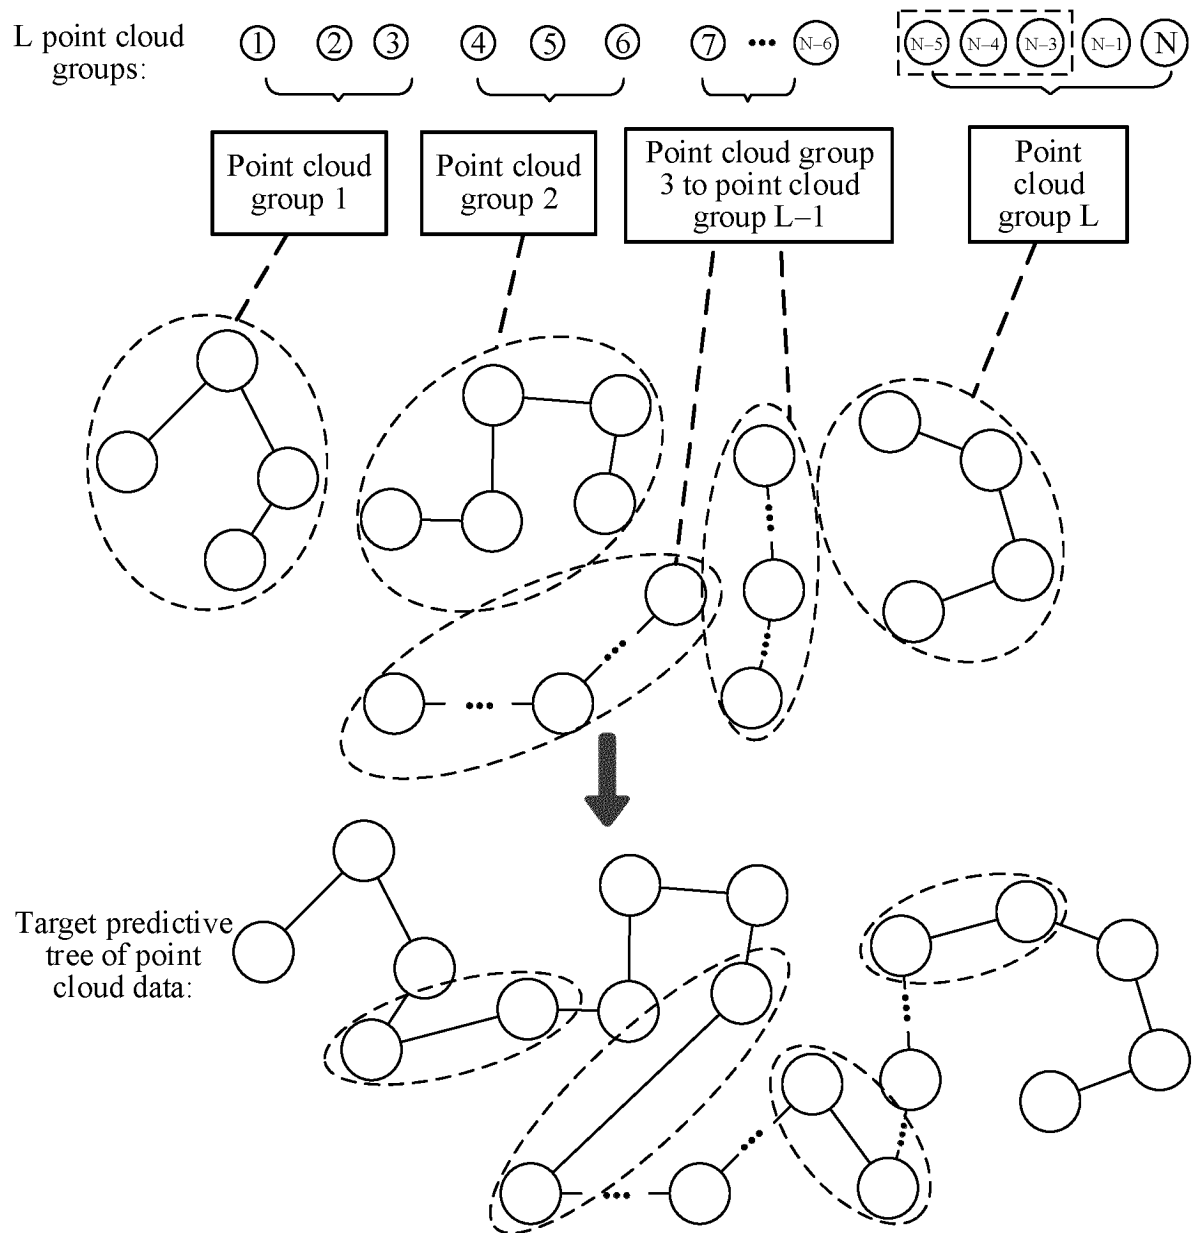 L point cloud
groups:
1 2 3 4 5 6 7 ••• N–6 N–5 N–4 N–3 N–1 N
Point cloud
group 1
Point cloud
group 2
Point cloud group
3 to point cloud
group L–1
Point
cloud
group L
Target predictive
tree of point
cloud data: